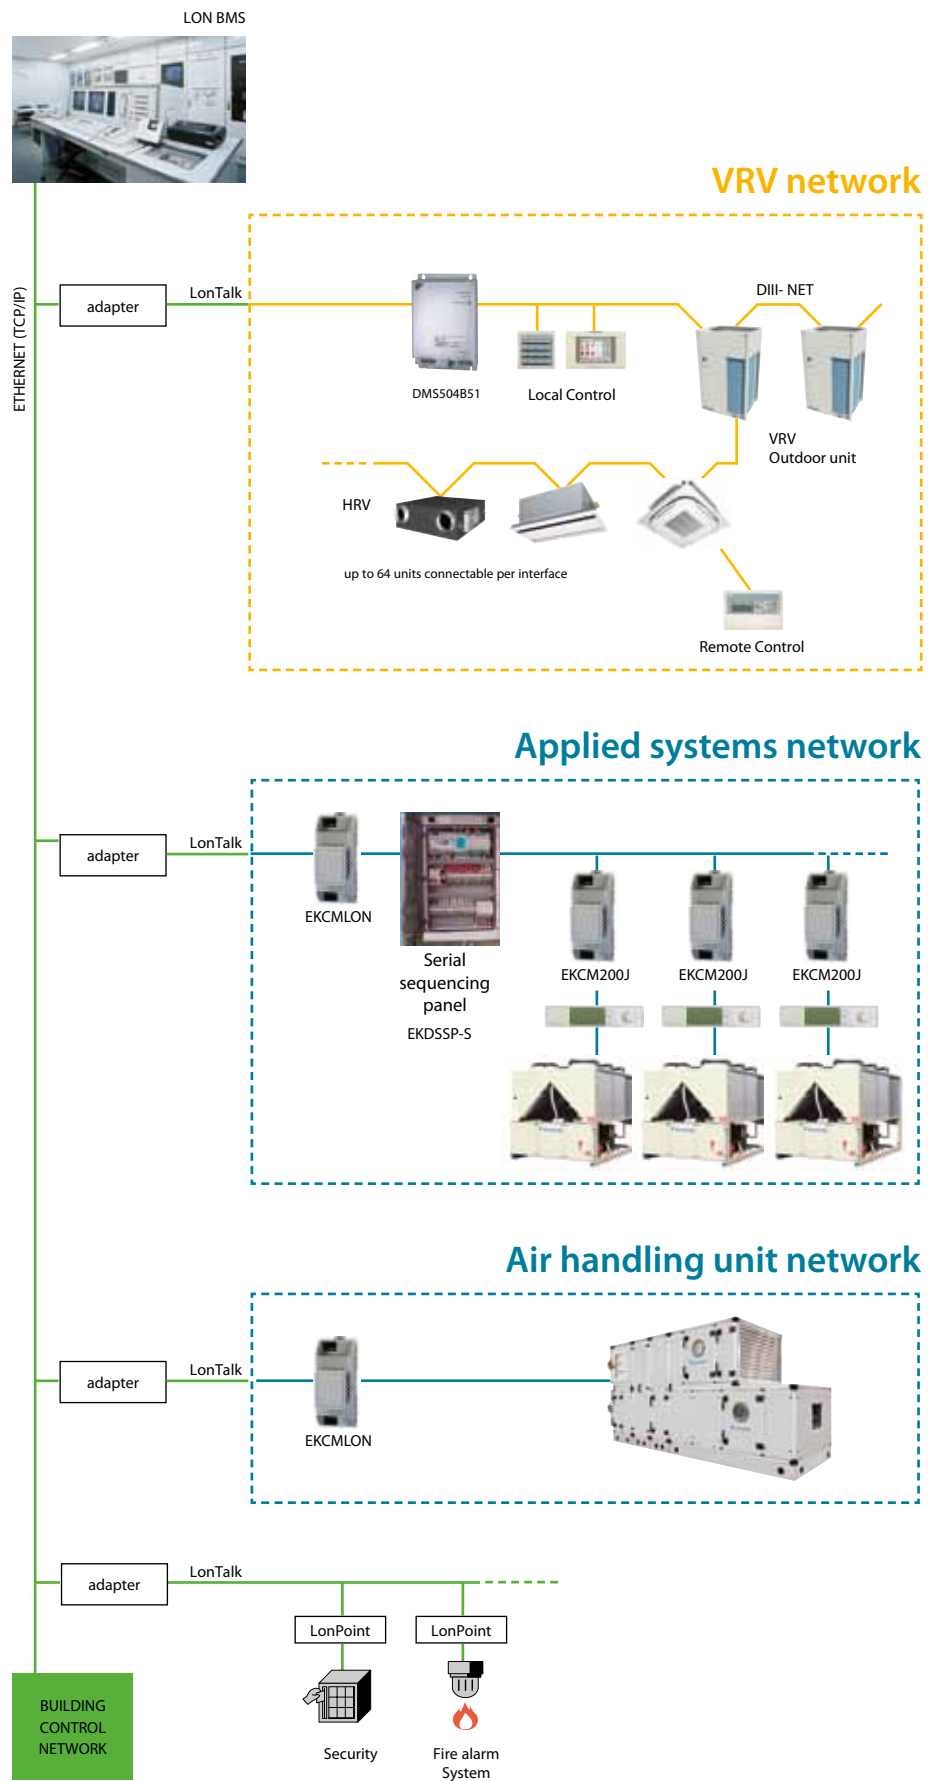 LON BMS
VRV network
ETHERNET (TCP/IP)
adapter
LonTalk
DIII- NET
DMS504B51
Local Control
VRV
Outdoor unit
HRV
up to 64 units connectable per interface
Remote Control
Applied systems network
adapter
LonTalk
EKCMLON
Serial
sequencing
panel
EKDSSP-S
EKCM200J
EKCM200J
EKCM200J
Air handling unit network
adapter
LonTalk
EKCMLON
adapter
LonTalk
LonPoint
LonPoint
BUILDING
CONTROL
NETWORK
Security
Fire alarm
System